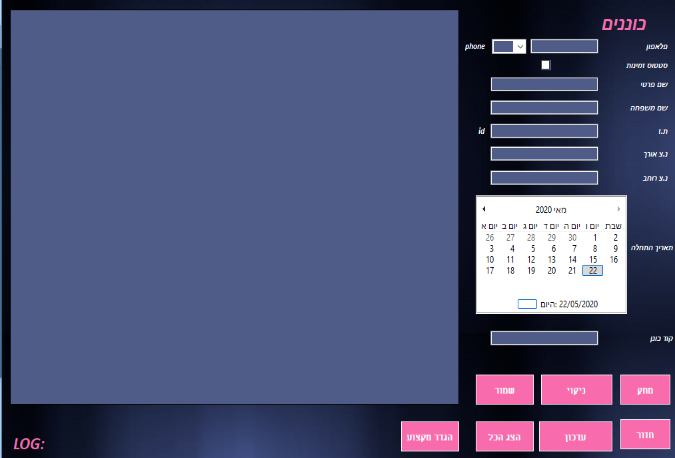 כוננים
פלאפון
phone
סטטוס זמינות
שם פרטי
שם משפחה
ת.ז
id
נ.צ אורך
נ.צ רוחב
מאי 2020
יום א יום ב יום ג יום ד יום ה יום ו שבת
26 27 28 29 30 1 2
3 4 5 6 7 8 9
10 11 12 13 14 15 16
17 18 19 20 21 22
היום: 22/05/2020
תאריך התחלה
קוד כונן
שמור ניקוי מחק
הגדר מקצוע הצג הכל עדכון חזור
LOG: